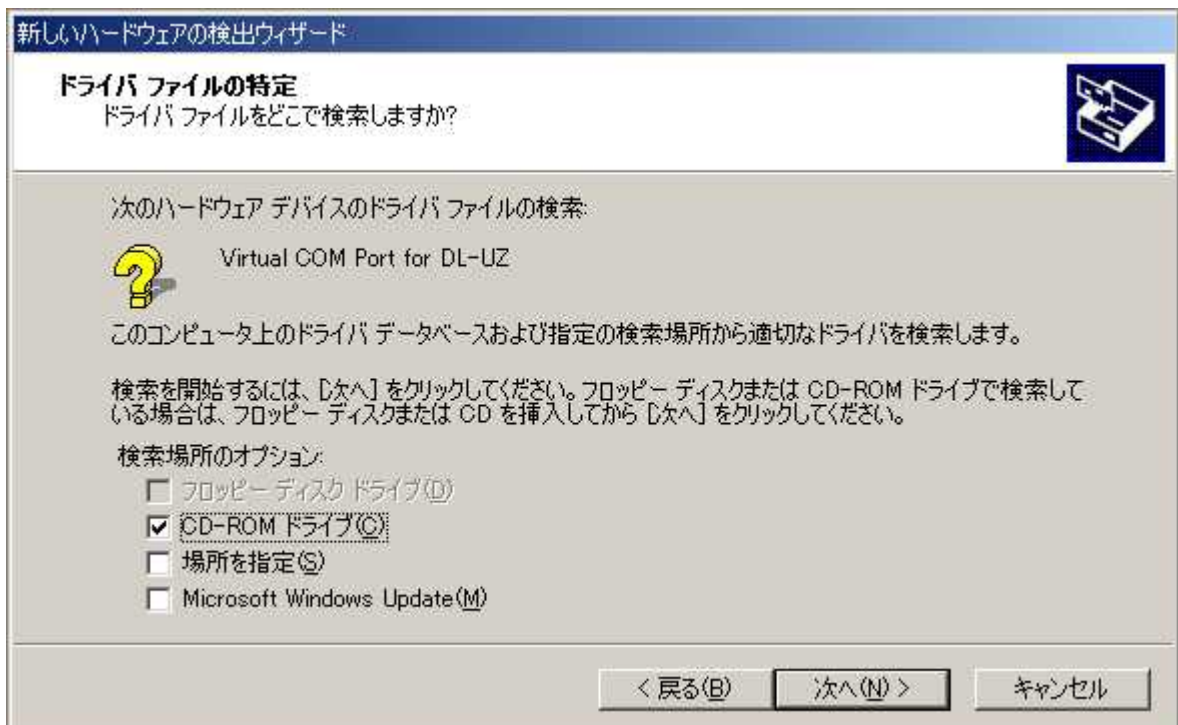 新しいハードウェアの検出ウィザード
ドライバ ファイルの特定
ドライバ ファイルをどこで検索しますか?
次のハードウェア デバイスのドライバ ファイルの検索:
Virtual COM Port for DL-UZ
このコンピュータ上のドライバ データベースおよび指定の検索場所から適切なドライバを検索します。
検索を開始するには、[次へ] をクリックしてください。フロッピー ディスクまたは CD-ROM ドライブで検索して
いる場合は、フロッピー ディスクまたは CD を挿入してから [次へ] をクリックしてください。
検索場所のオプション:
フロッピー ディスク ドライブ(D)
CD-ROM ドライブ(C)
場所を指定(S)
Microsoft Windows Update(M)
< 戻る(B) 次へ(N) > キャンセル